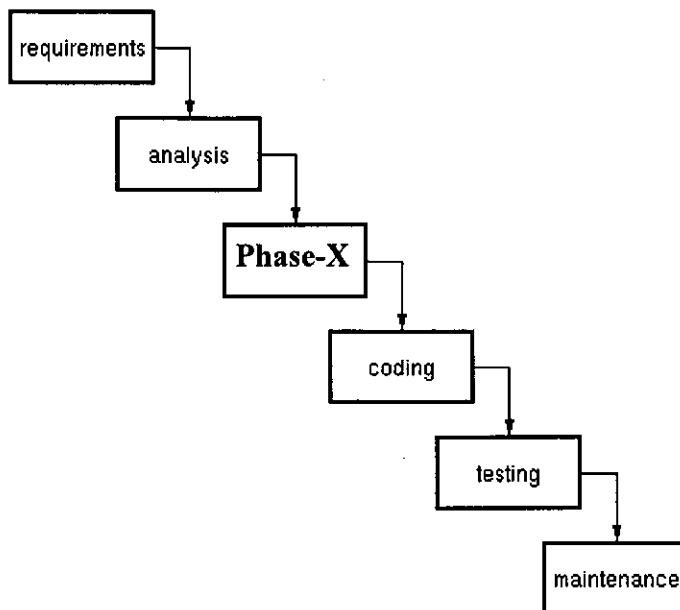 requirements
analysis
Phase-X
coding
testing
maintenance